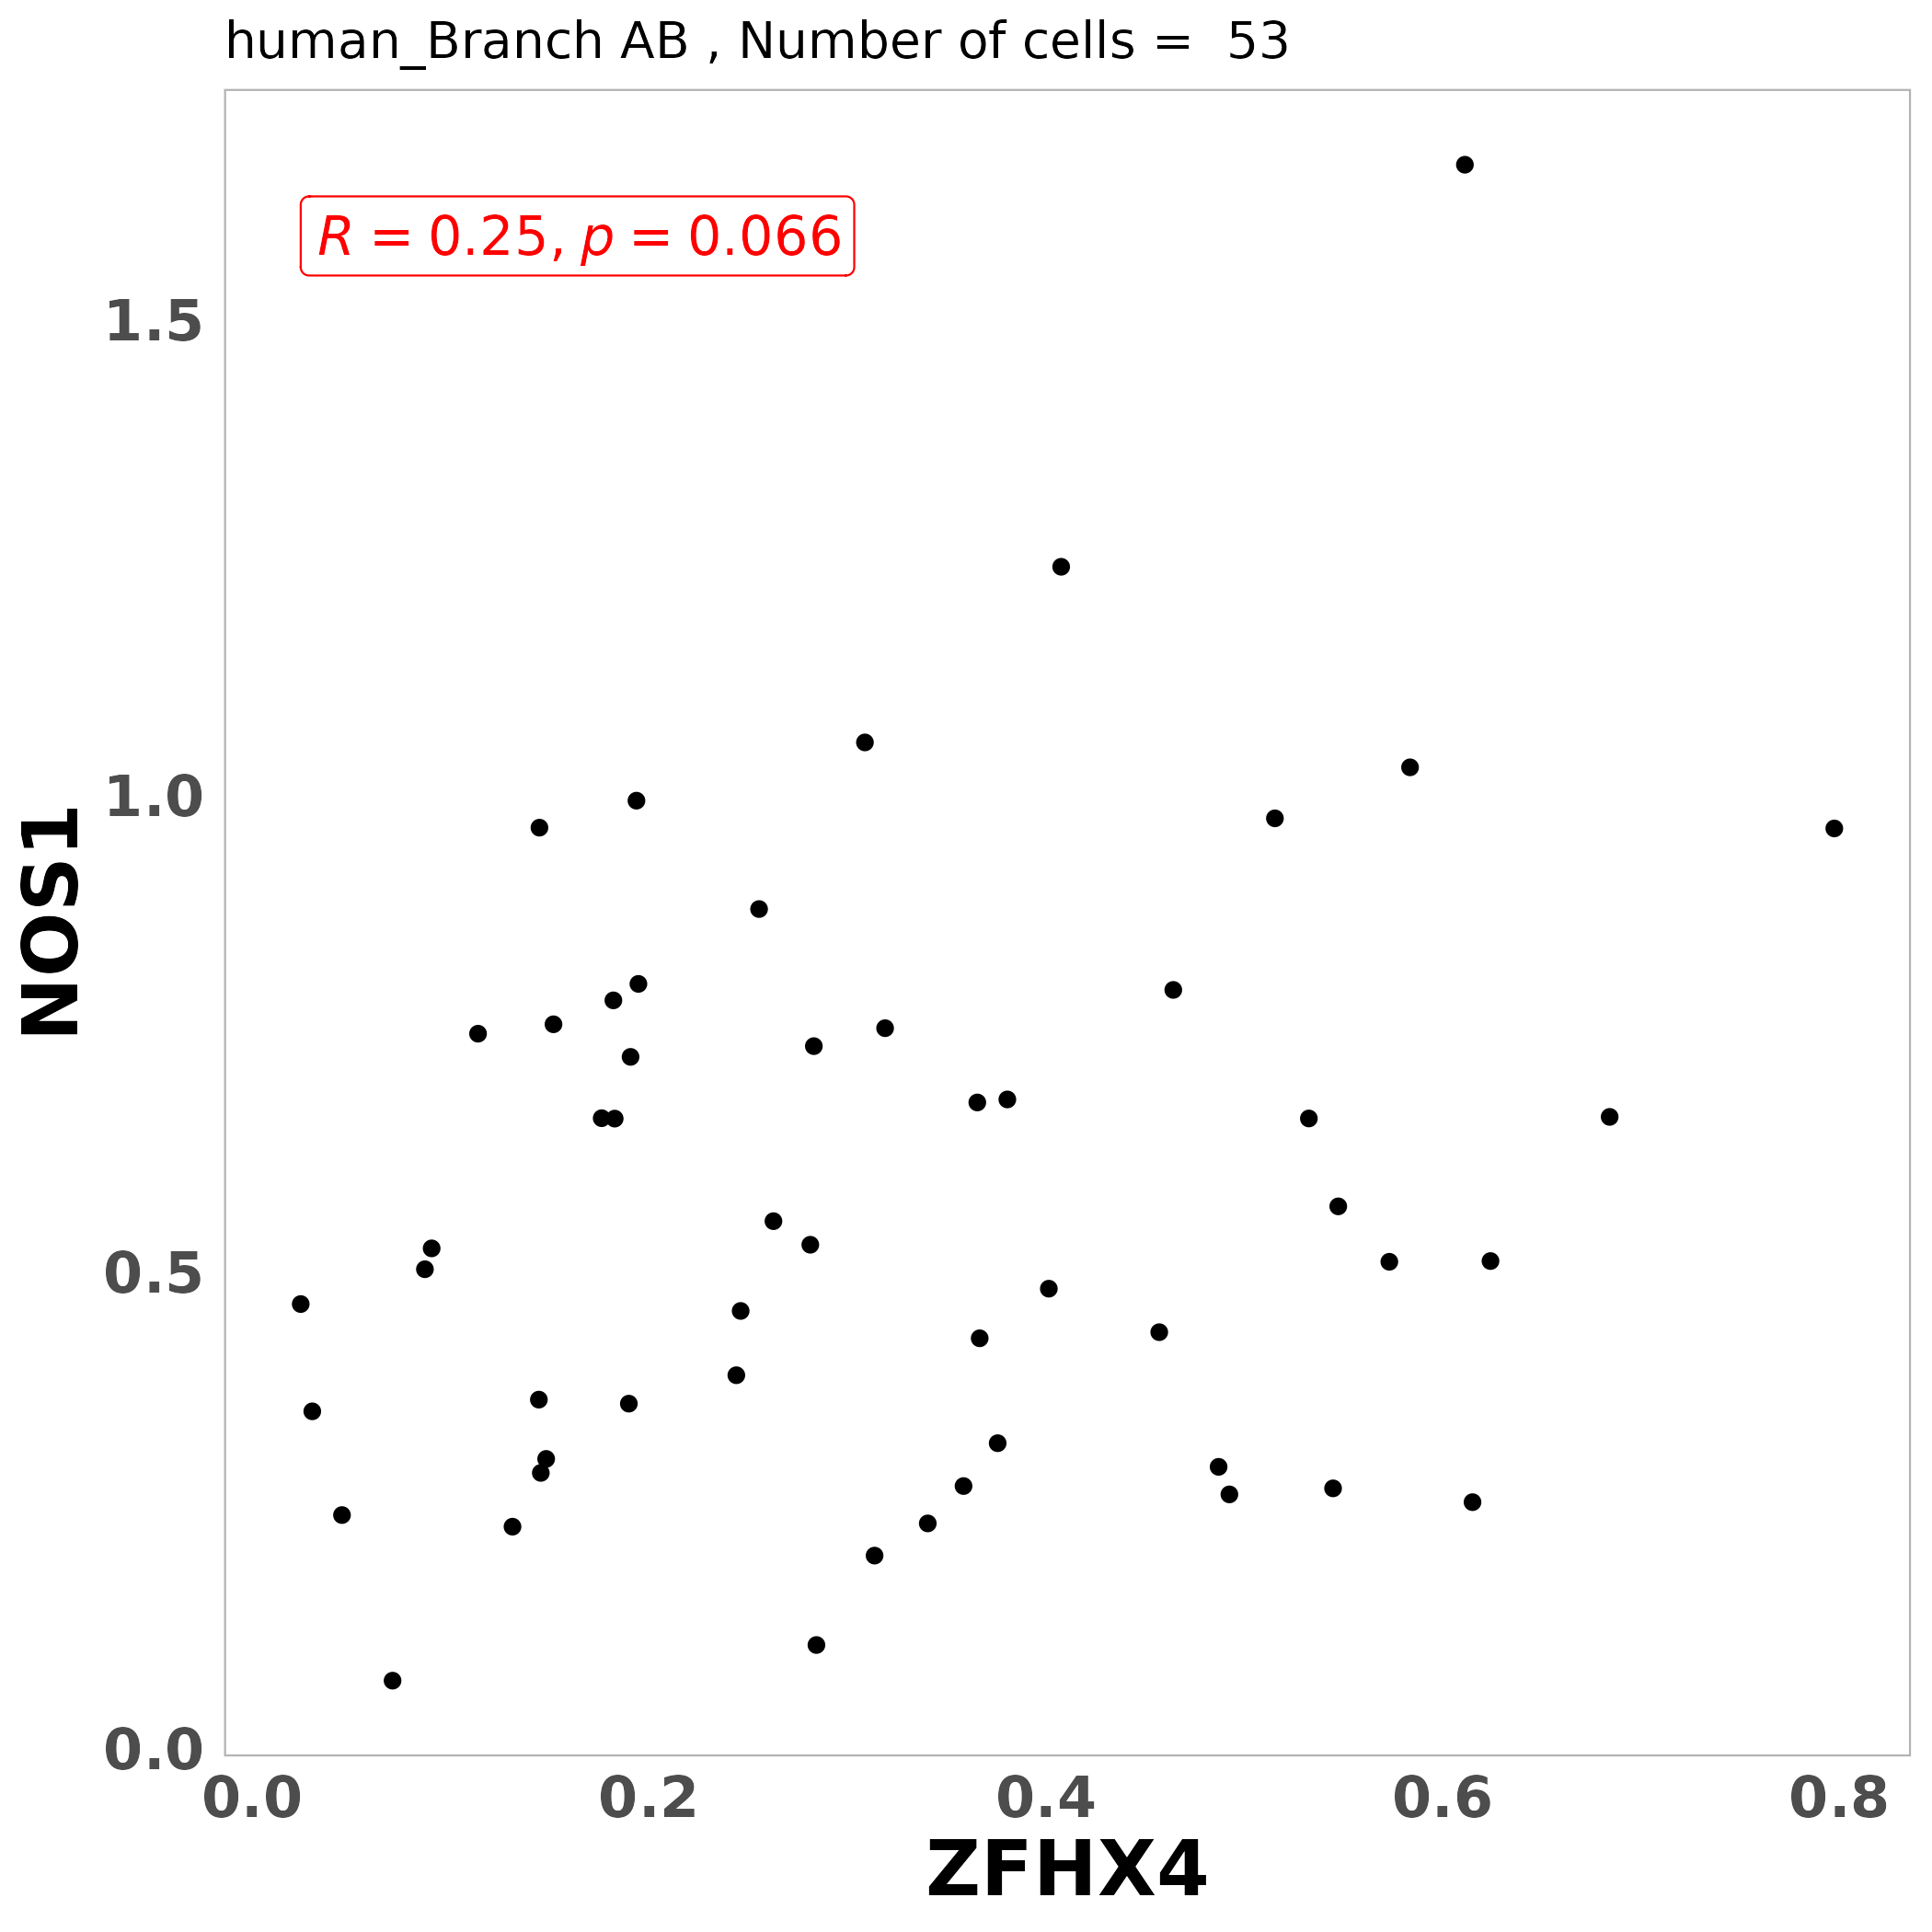 human_Branch AB , Number of cells =  53
R = 0.25, p = 0.066
1.5
1.0
0.5
0.0
NOS1
0.0 0.2 0.4 0.6 0.8
ZFHX4